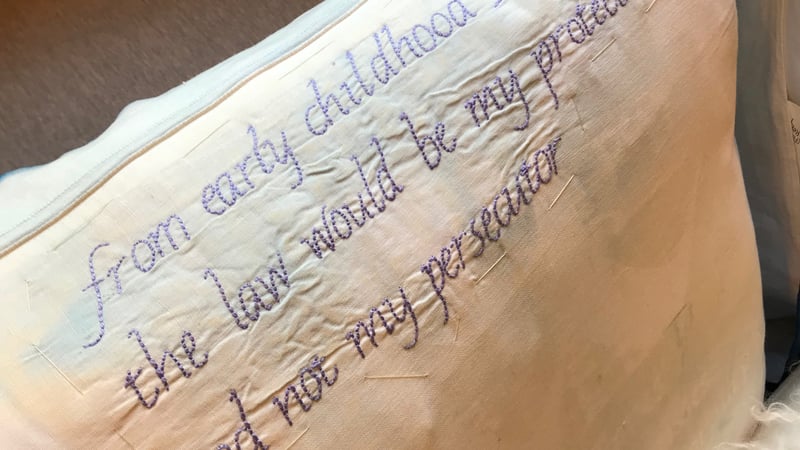 from early childhood
the law would be my
not my persecutor